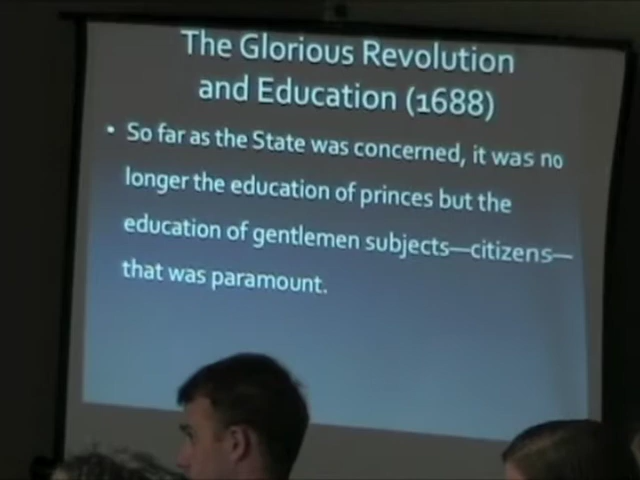 The Glorious Revolution
and Education (1688)
• So far as the State was concerned, it was no
longer the education of princes but the
education of gentlemen subjects—citizens—
that was paramount.